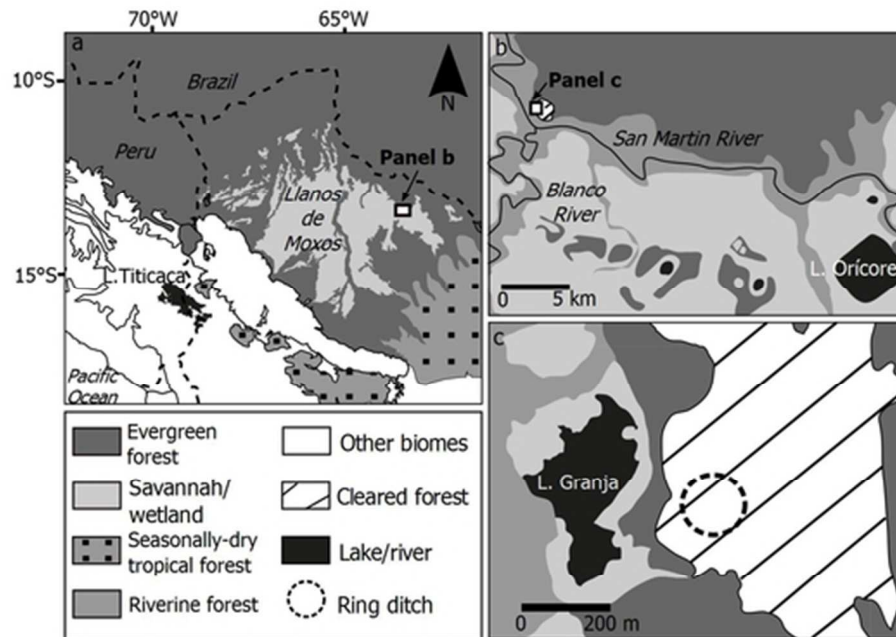 70°W
65°W
a
10°S
Brazil
N
Peru
Panel b
Llanos
de
Moxos
15°S
L. Titicaca
Pacific
Ocean
b
Panel c
San Martin River
Blanco
River
L. Orícore
0
5 km
Evergreen
forest
Other biomes
Savannah/
wetland
Cleared forest
Seasonally-dry
tropical forest
Lake/river
Riverine forest
Ring ditch
c
L. Granja
0
200 m